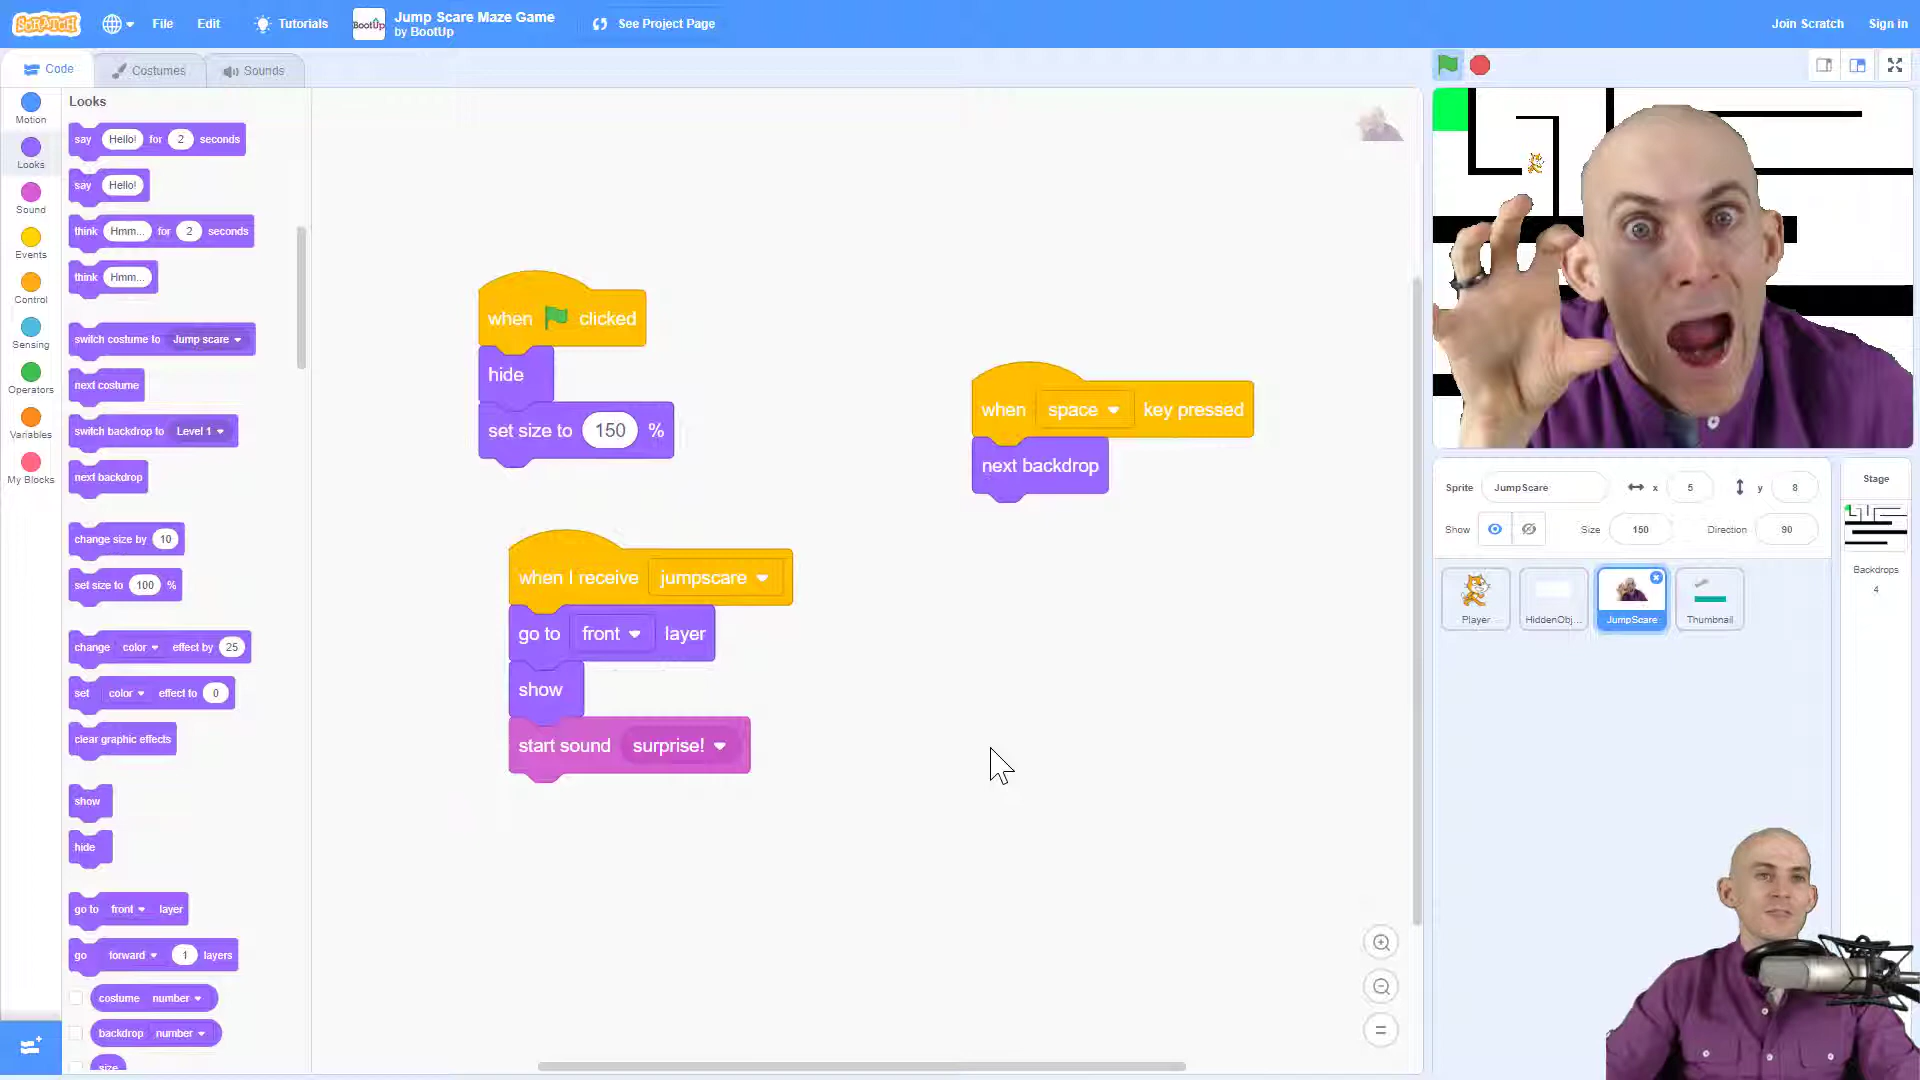 SCRATCH
File
Edit
Tutorials
BootUp
Jump Scare Maze Game
by BootUp
See Project Page
Join Scratch
Sign in
Code
Costumes
Sounds
Motion
Looks
Sound
Events
Control
Sensing
Operators
Variables
My Blocks
Looks
say Hello! for 2 seconds
say Hello!
think Hmm... for 2 seconds
think Hmm...
switch costume to Jump scare
next costume
switch backdrop to Level 1
next backdrop
change size by 10
set size to 100 %
change color effect by 25
set color effect to 0
clear graphic effects
show
hide
go to front layer
go forward 1 layers
costume number
backdrop number
size
when clicked
hide
set size to 150 %
when I receive jumpscare
go to front layer
show
start sound surprise!
when space key pressed
next backdrop
Sprite JumpScare x 5 y 8
Show Size 150 Direction 90
Player
HiddenObj...
JumpScare
Thumbnail
Stage
Backdrops
4